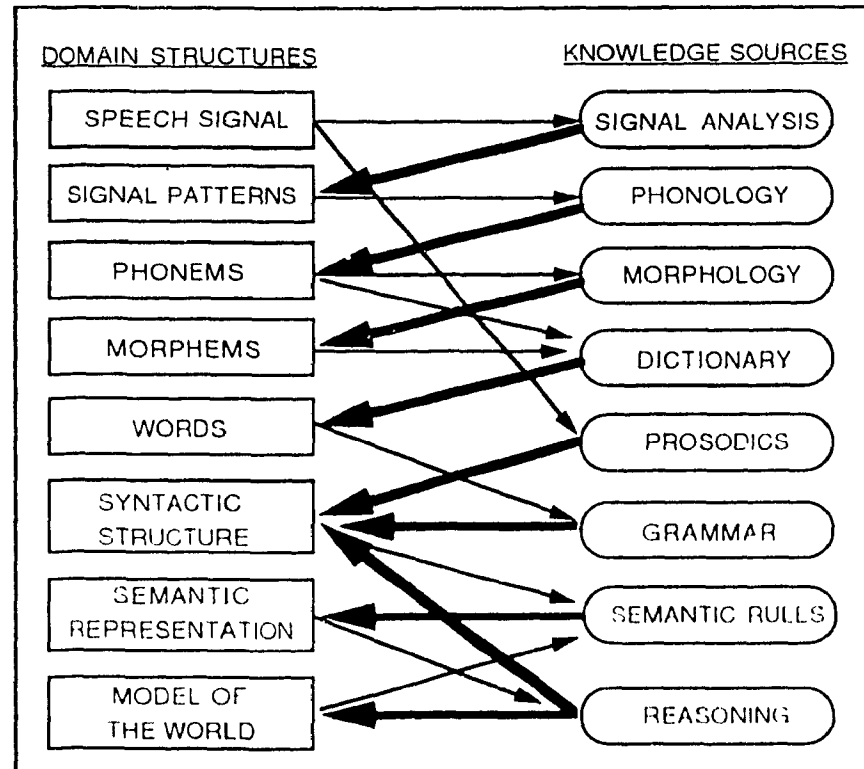 DOMAIN STRUCTURES
SPEECH SIGNAL
SIGNAL PATTERNS
PHONEMS
MORPHEMS
WORDS
SYNTACTIC
STRUCTURE
SEMANTIC
REPRESENTATION
MODEL OF
THE WORLD
KNOWLEDGE SOURCES
SIGNAL ANALYSIS
PHONOLOGY
MORPHOLOGY
DICTIONARY
PROSODICS
GRAMMAR
SEMANTIC RULLS
REASONING